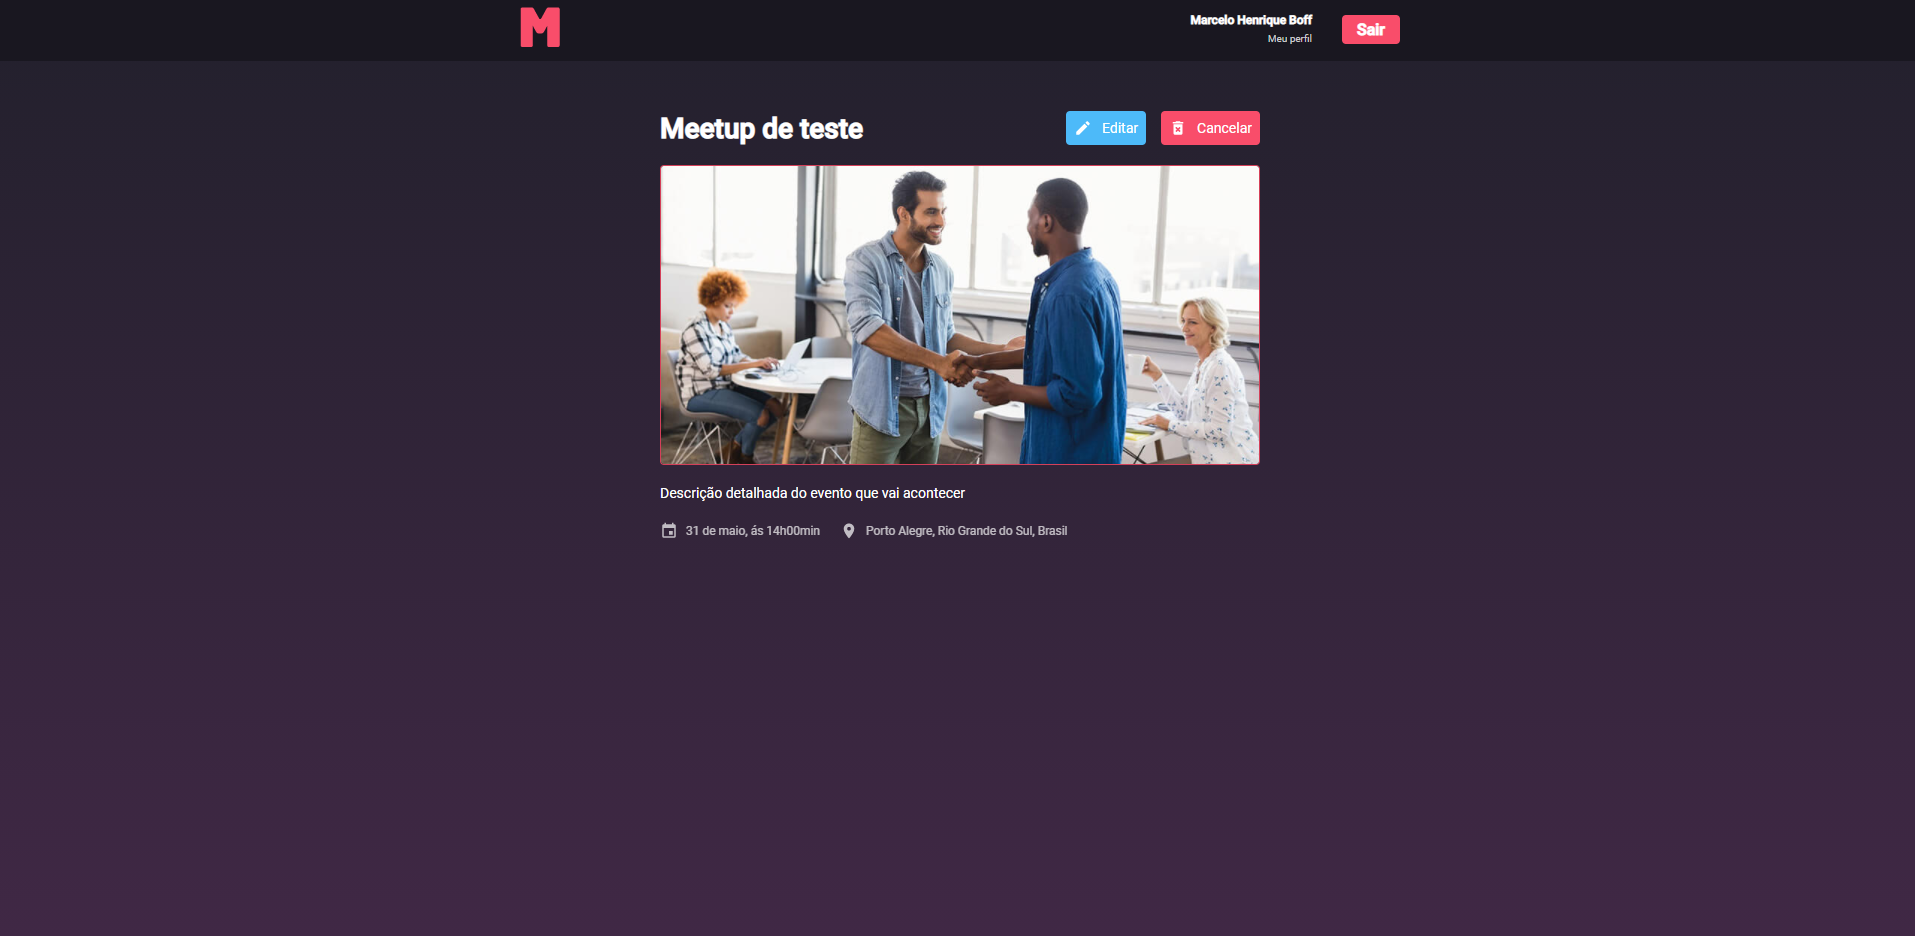 M
Marcelo Henrique Boff
Meu perfil
Sair
Meetup de teste
Editar
Cancelar
Descrição detalhada do evento que vai acontecer
31 de maio, ás 14h00min
Porto Alegre, Rio Grande do Sul, Brasil